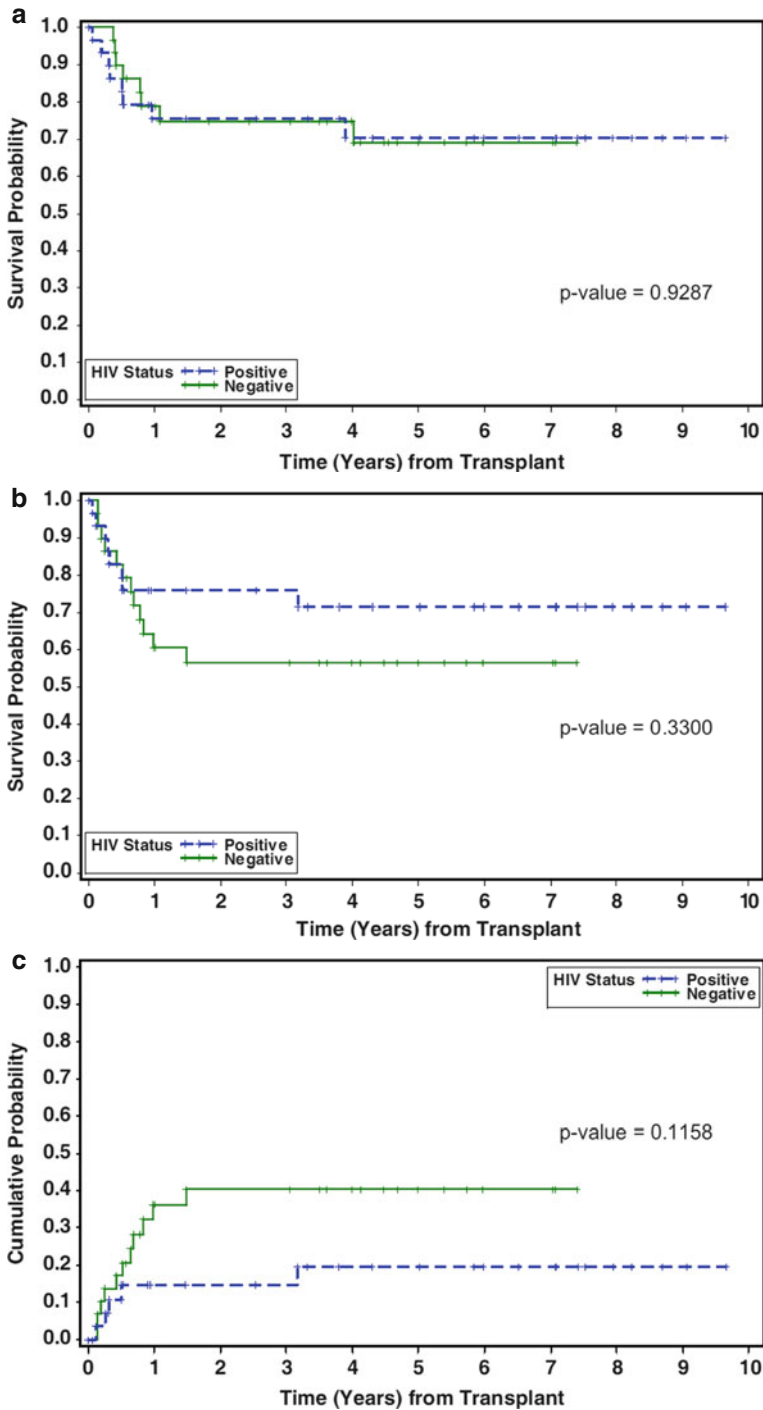 a
1.0
0.9
0.8
0.7
0.6
0.5
0.4
0.3
0.2
0.1
0.0
Survival Probability
p-value = 0.9287
HIV Status Positive
Negative
0 1 2 3 4 5 6 7 8 9 10
Time (Years) from Transplant
b
1.0
0.9
0.8
0.7
0.6
0.5
0.4
0.3
0.2
0.1
0.0
Survival Probability
p-value = 0.3300
HIV Status Positive
Negative
0 1 2 3 4 5 6 7 8 9 10
Time (Years) from Transplant
c
1.0
0.9
0.8
0.7
0.6
0.5
0.4
0.3
0.2
0.1
0.0
Cumulative Probability
HIV Status Positive
Negative
p-value = 0.1158
0 1 2 3 4 5 6 7 8 9 10
Time (Years) from Transplant